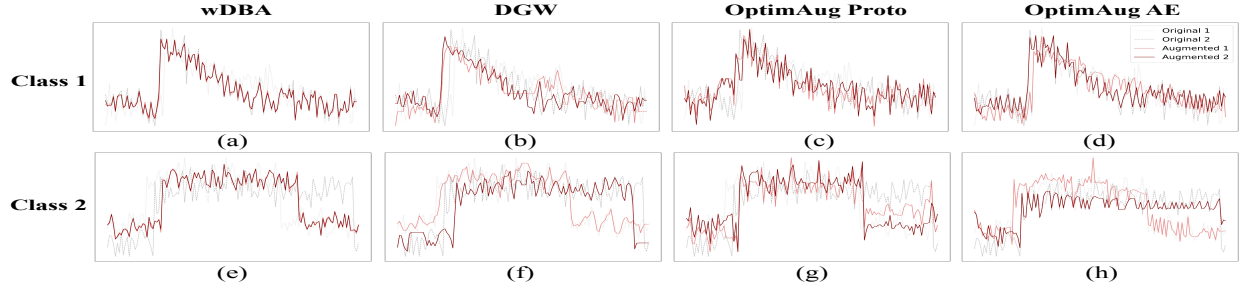 wDBA DGW OptimAug Proto OptimAug AE
Original 1
Original 2
Augmented 1
Augmented 2
Class 1
(a) (b) (c) (d)
Class 2
(e) (f) (g) (h)